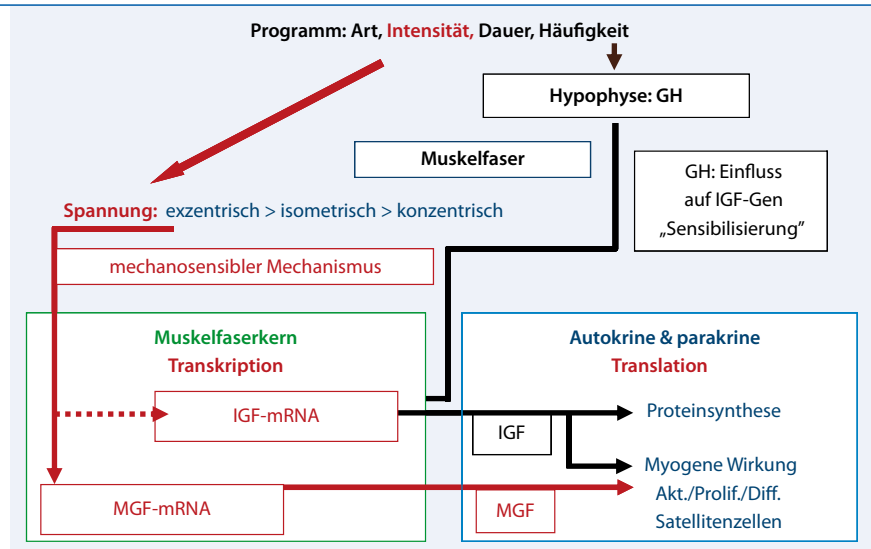 Programm: Art, Intensität, Dauer, Häufigkeit
Hypophyse: GH
Muskelfaser
GH: Einfluss
auf IGF-Gen
„Sensibilisierung”
Spannung: exzentrisch > isometrisch > konzentrisch
mechanosensibler Mechanismus
Muskelfaserkern
Transkription
IGF-mRNA
MGF-mRNA
Autokrine & parakrine
Translation
Proteinsynthese
IGF
Myogene Wirkung
Akt./Prolif./Diff.
Satellitenzellen
MGF